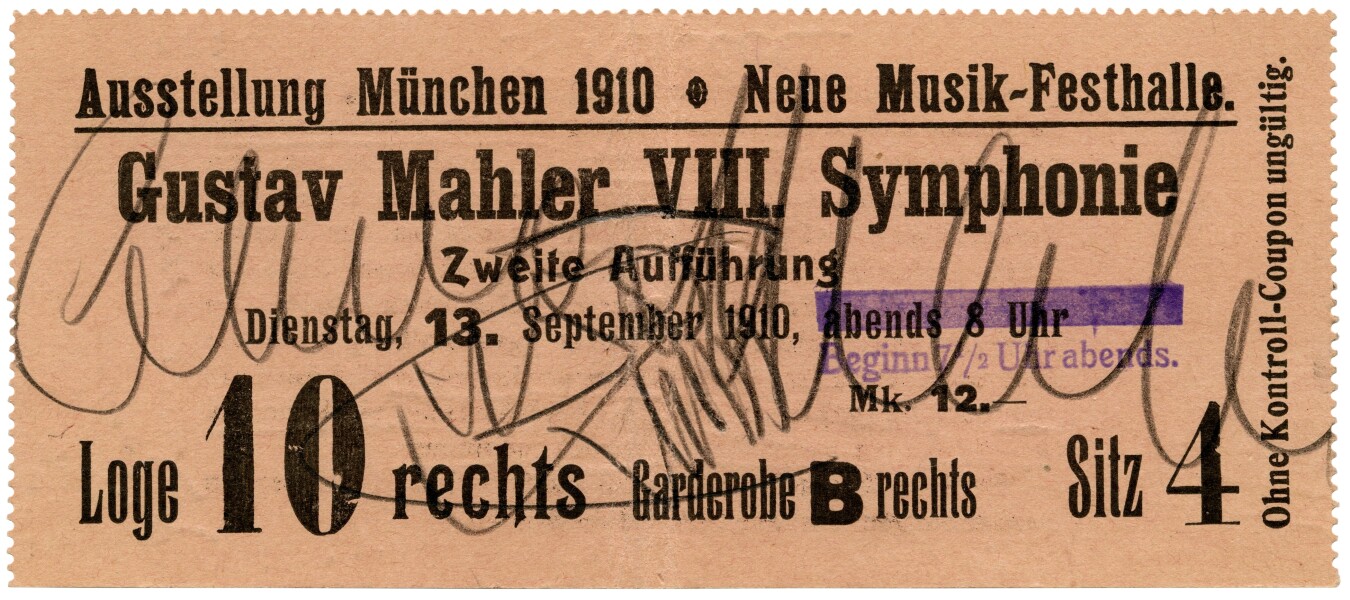 Ausstellung München 1910 Neue Musik-Festhalle.
Gustav Mahler VIII. Symphonie
Zweite Aufführung
Dienstag, 13. September 1910, abends 8 Uhr
Beginn 7 1/2 Uhr abends.
Mk. 12.—
Loge 10 rechts Garderobe B rechts Sitz 4
Ohne Kontroll-Coupon ungültig.